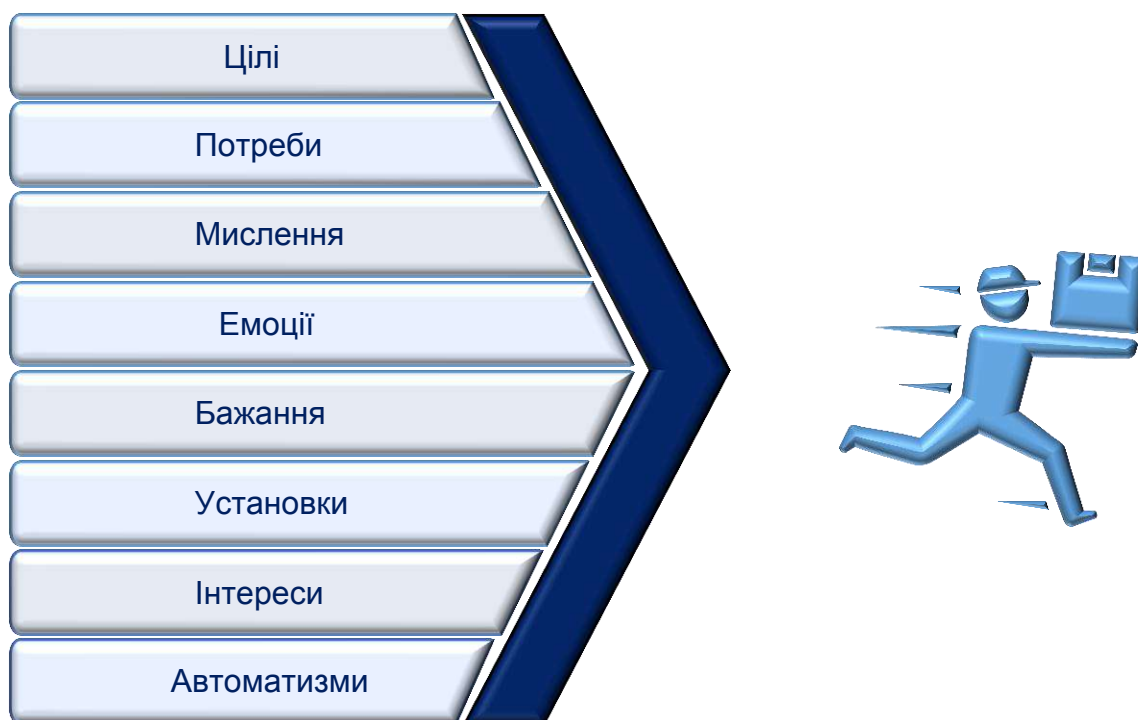 Цілі
Потреби
Мислення
Емоції
Бажання
Установки
Інтереси
Автоматизми